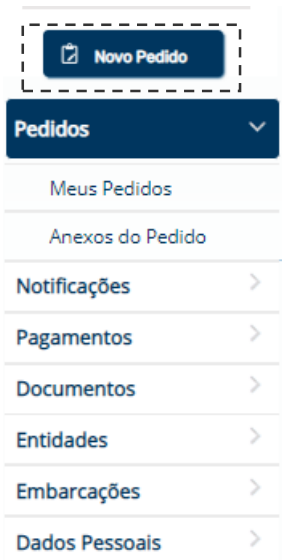 Novo Pedido
Pedidos
Meus Pedidos
Anexos do Pedido
Notificações
Pagamentos
Documentos
Entidades
Embarcações
Dados Pessoais